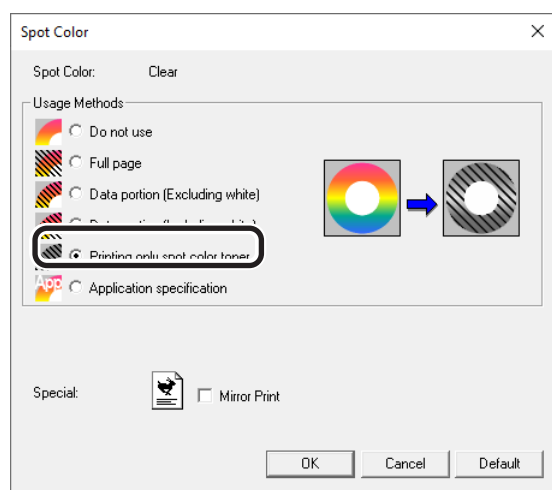 Spot Color
Spot Color: Clear
Usage Methods
Do not use
Full page
Data portion (Excluding white)
Printing only spot color toner
App Application specification
Special: Mirror Print
OK Cancel Default